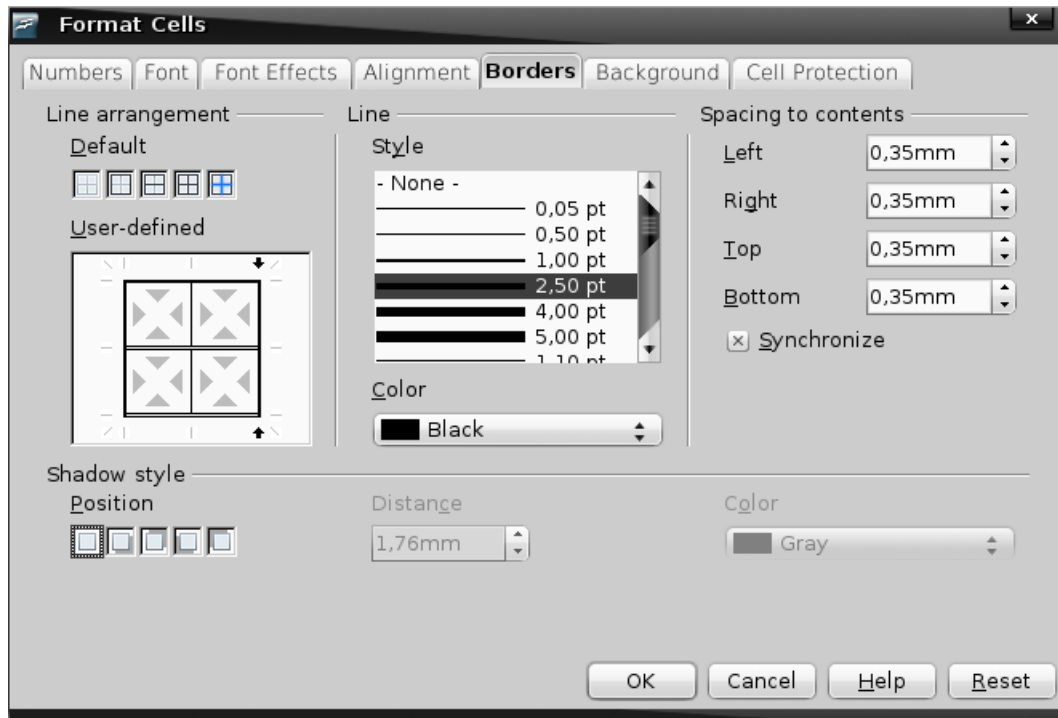 Format Cells
Numbers Font Font Effects Alignment Borders Background Cell Protection
Line arrangement
Default
User-defined
Line
Style
- None -
0,05 pt
0,50 pt
1,00 pt
2,50 pt
4,00 pt
5,00 pt
1,10 pt
Color
Black
Spacing to contents
Left 0,35mm
Right 0,35mm
Top 0,35mm
Bottom 0,35mm
Synchronize
Shadow style
Position
Distance
1,76mm
Color
Gray
OK Cancel Help Reset